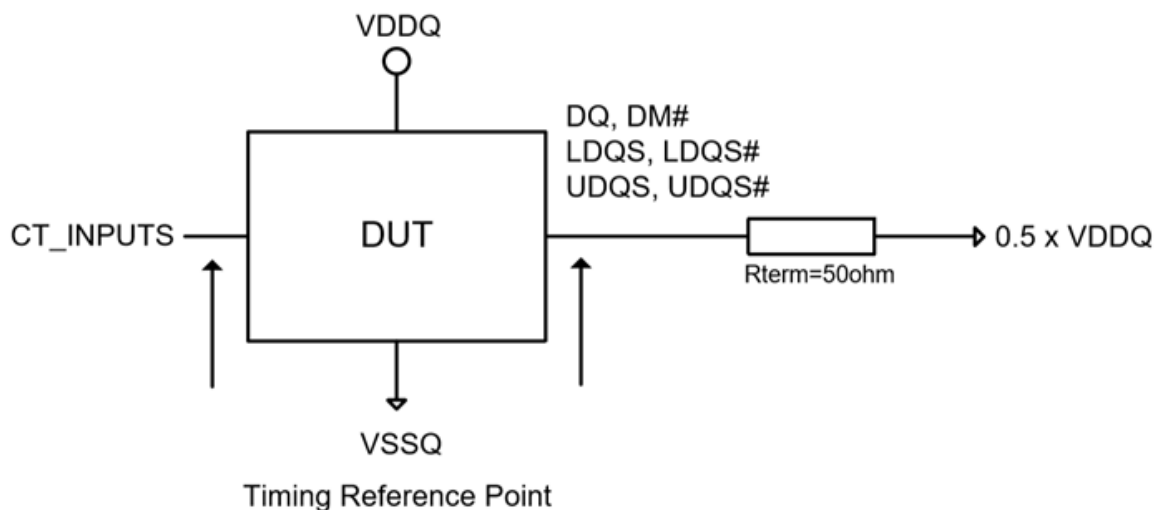 VDDQ
DQ, DM#
LDQS, LDQS#
UDQS, UDQS#
CT_INPUTS
DUT
0.5 x VDDQ
Rterm=50ohm
VSSQ
Timing Reference Point